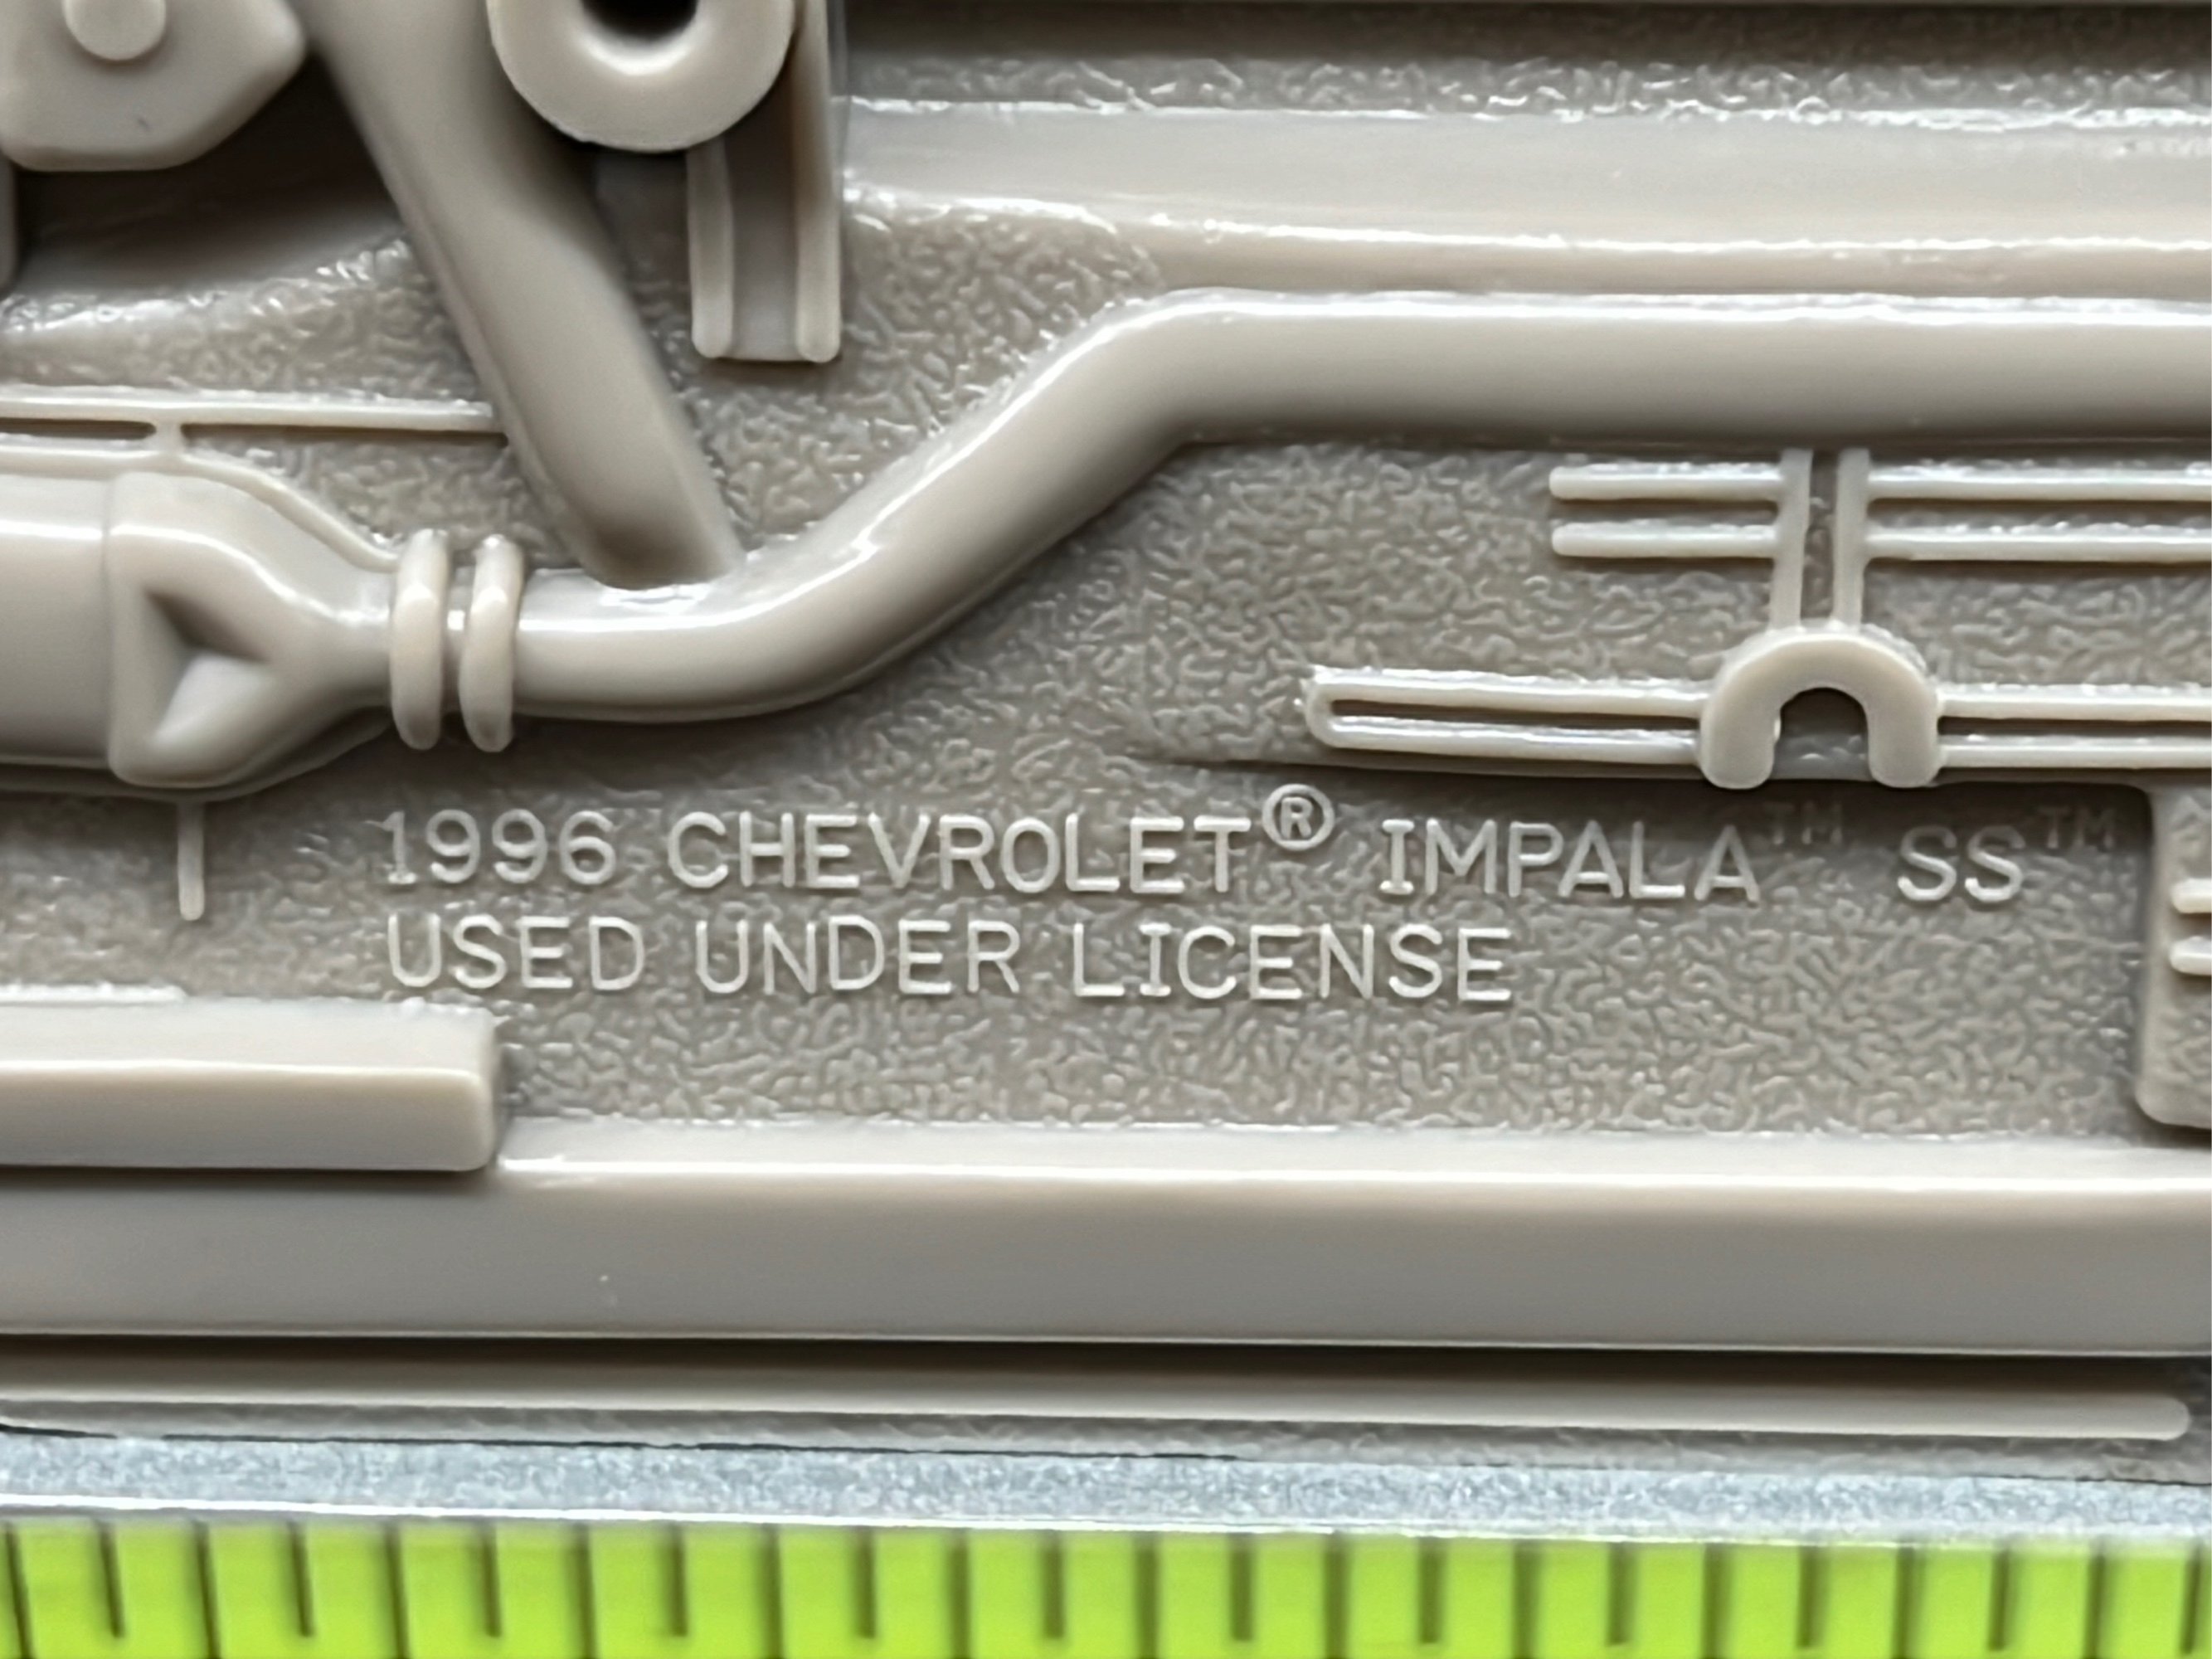 1996 CHEVROLET® IMPALA™ SS™
USED UNDER LICENSE